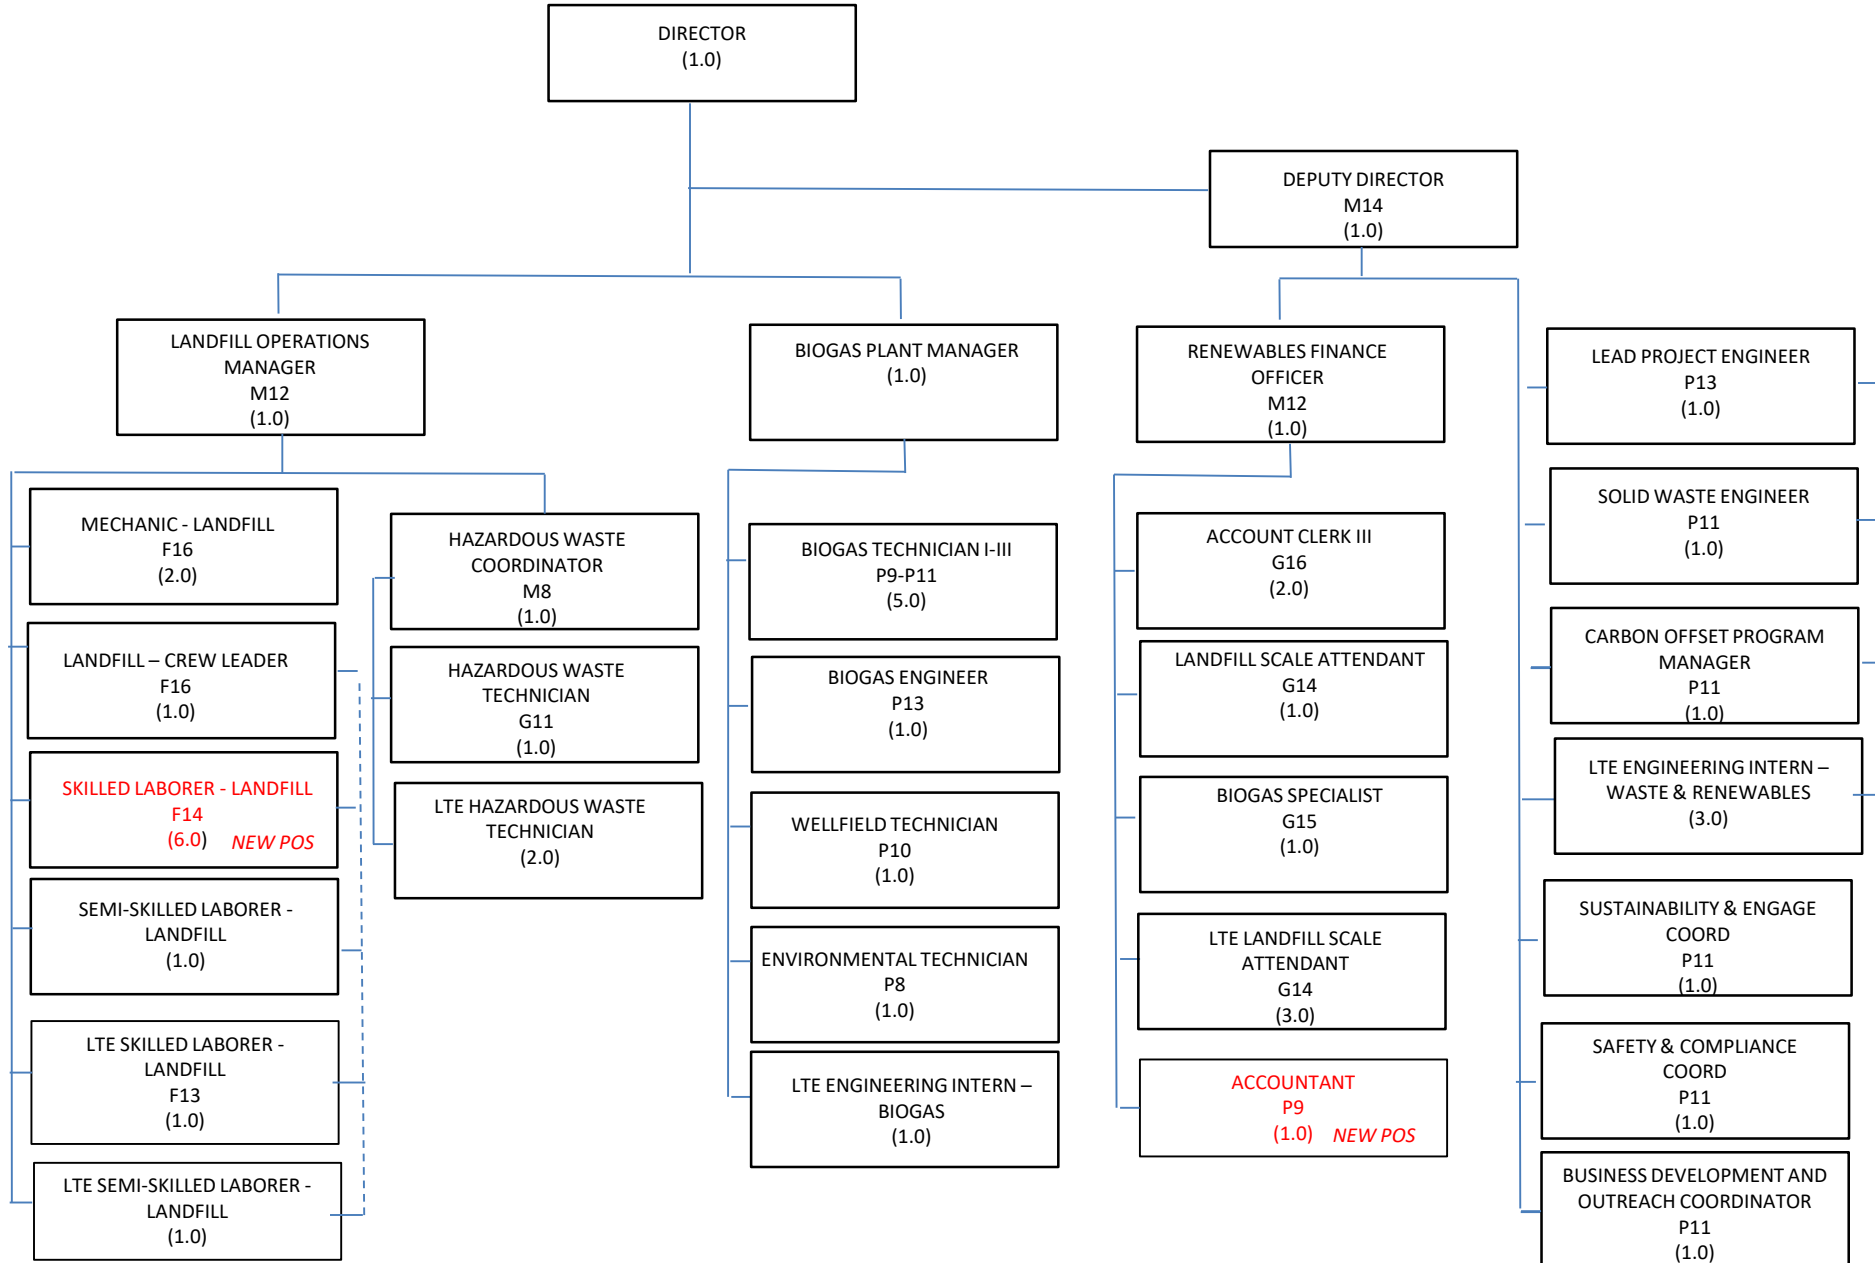 DIRECTOR
(1.0)
DEPUTY DIRECTOR
M14
(1.0)
LANDFILL OPERATIONS
MANAGER
M12
(1.0)
BIOGAS PLANT MANAGER
(1.0)
RENEWABLES FINANCE
OFFICER
M12
(1.0)
LEAD PROJECT ENGINEER
P13
(1.0)
MECHANIC - LANDFILL
F16
(2.0)
LANDFILL – CREW LEADER
F16
(1.0)
SKILLED LABORER - LANDFILL
F14
(6.0) NEW POS
SEMI-SKILLED LABORER -
LANDFILL
(1.0)
LTE SKILLED LABORER -
LANDFILL
F13
(1.0)
LTE SEMI-SKILLED LABORER -
LANDFILL
(1.0)
HAZARDOUS WASTE
COORDINATOR
M8
(1.0)
HAZARDOUS WASTE
TECHNICIAN
G11
(1.0)
LTE HAZARDOUS WASTE
TECHNICIAN
(2.0)
BIOGAS TECHNICIAN I-III
P9-P11
(5.0)
BIOGAS ENGINEER
P13
(1.0)
WELLFIELD TECHNICIAN
P10
(1.0)
ENVIRONMENTAL TECHNICIAN
P8
(1.0)
LTE ENGINEERING INTERN –
BIOGAS
(1.0)
ACCOUNT CLERK III
G16
(2.0)
LANDFILL SCALE ATTENDANT
G14
(1.0)
BIOGAS SPECIALIST
G15
(1.0)
LTE LANDFILL SCALE
ATTENDANT
G14
(3.0)
ACCOUNTANT
P9
(1.0) NEW POS
SOLID WASTE ENGINEER
P11
(1.0)
CARBON OFFSET PROGRAM
MANAGER
P11
(1.0)
LTE ENGINEERING INTERN –
WASTE & RENEWABLES
(3.0)
SUSTAINABILITY & ENGAGE
COORD
P11
(1.0)
SAFETY & COMPLIANCE
COORD
P11
(1.0)
BUSINESS DEVELOPMENT AND
OUTREACH COORDINATOR
P11
(1.0)